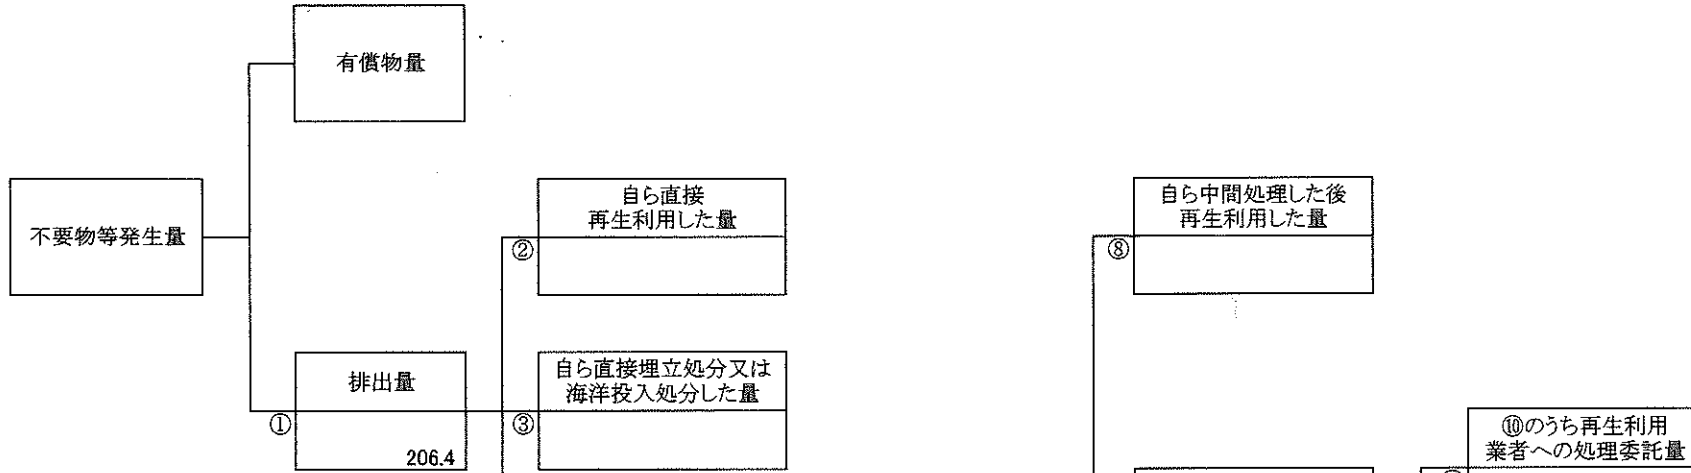 有償物量
不要物等発生量
自ら直接
再生利用した量
②
自ら中間処理した後
再生利用した量
⑧
排出量
①
206.4
自ら直接埋立処分又は
海洋投入処分した量
③
⑩のうち再生利用
業者への処理委託量